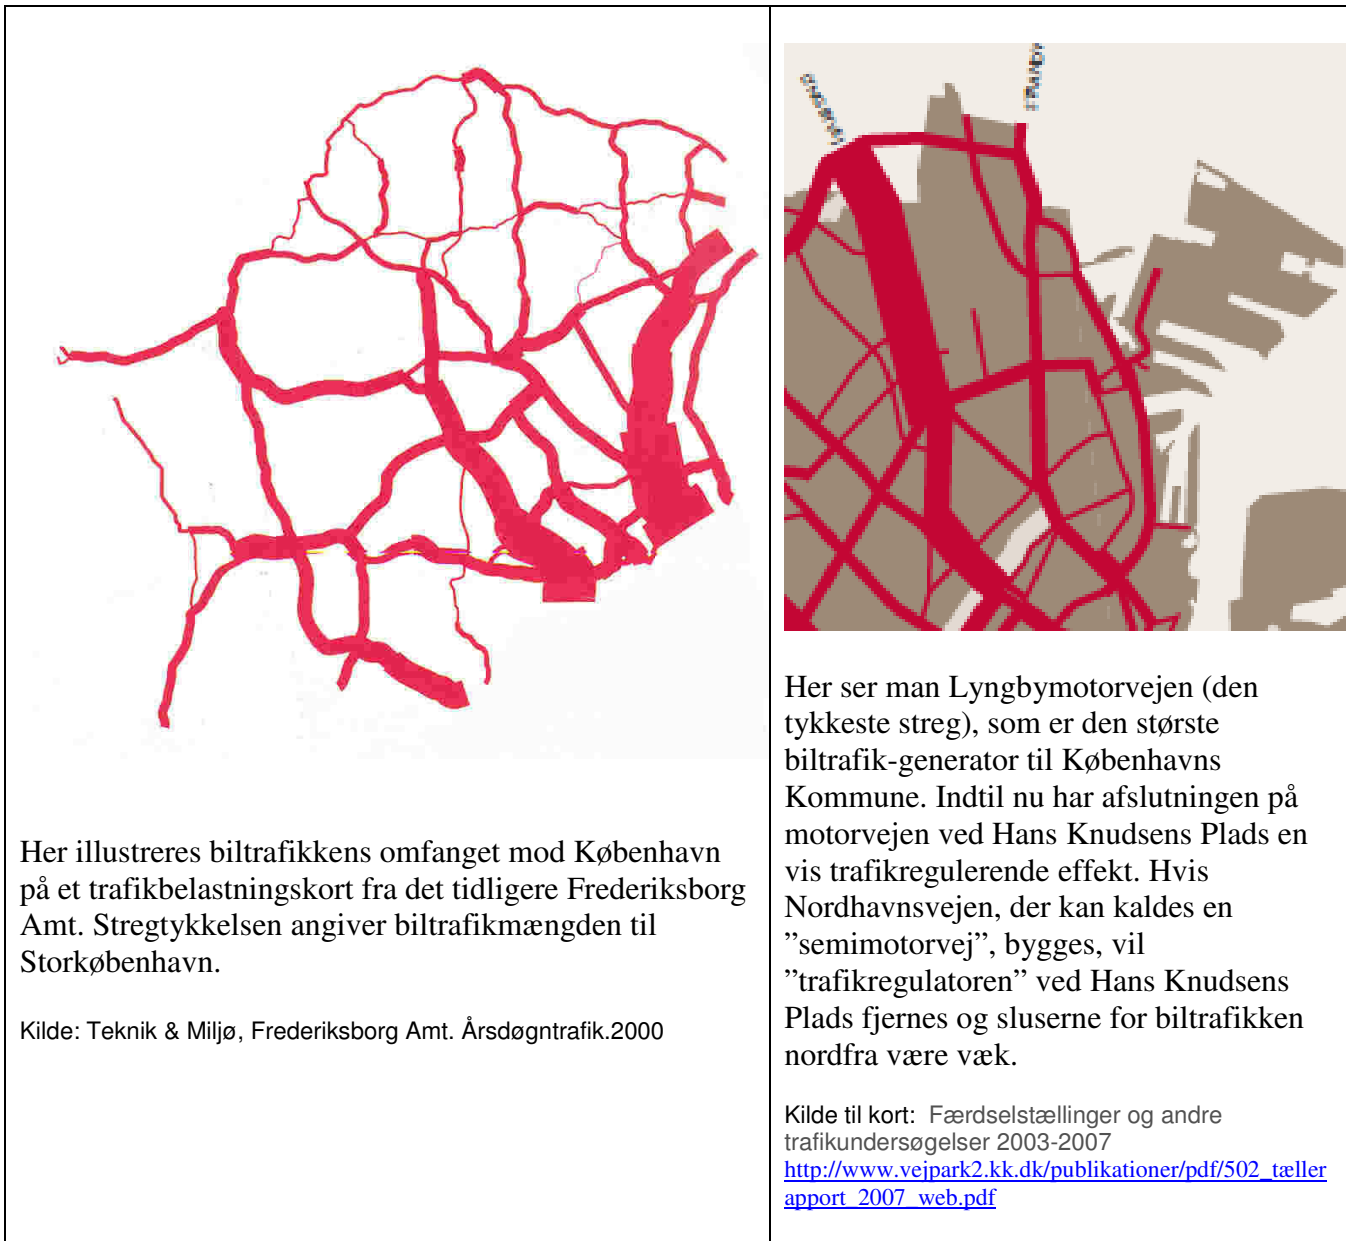 Her illustreres biltrafikkens omfanget mod København
på et trafikbelastningskort fra det tidligere Frederiksborg
Amt. Stregtykkelsen angiver biltrafikmængden til
Storkøbenhavn.
Kilde: Teknik & Miljø, Frederiksborg Amt. Årsdøgntrafik.2000
Her ser man Lyngbymotorvejen (den
tykkeste streg), som er den største
biltrafik-generator til Københavns
Kommune. Indtil nu har afslutningen på
motorvejen ved Hans Knudsens Plads en
vis trafikregulerende effekt. Hvis
Nordhavnsvejen, der kan kaldes en
”semimotorvej”, bygges, vil
”trafikregulatoren” ved Hans Knudsens
Plads fjernes og sluserne for biltrafikken
nordfra være væk.
Kilde til kort: Færdselstællinger og andre
trafikundersøgelser 2003-2007
http://www.vejpark2.kk.dk/publikationer/pdf/502_tæller
apport_2007_web.pdf